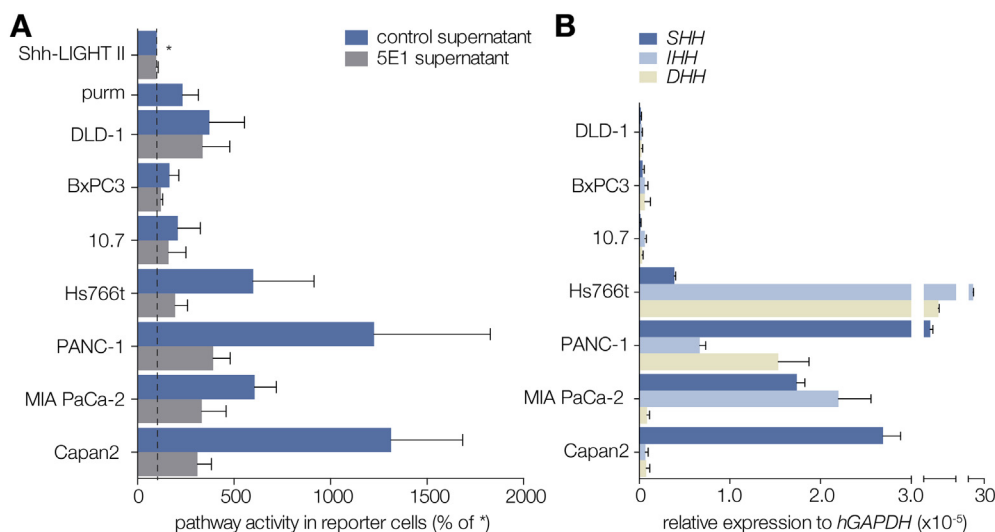 A
control supernatant
5E1 supernatant
Shh-LIGHT II
*
purm
DLD-1
BxPC3
10.7
Hs766t
PANC-1
MIA PaCa-2
Capan2
0 500 1000 1500 2000
pathway activity in reporter cells (% of *)
B
SHH
IHH
DHH
DLD-1
BxPC3
10.7
Hs766t
PANC-1
MIA PaCa-2
Capan2
0 1.0 2.0 3.0 30
relative expression to hGAPDH (x10-5)